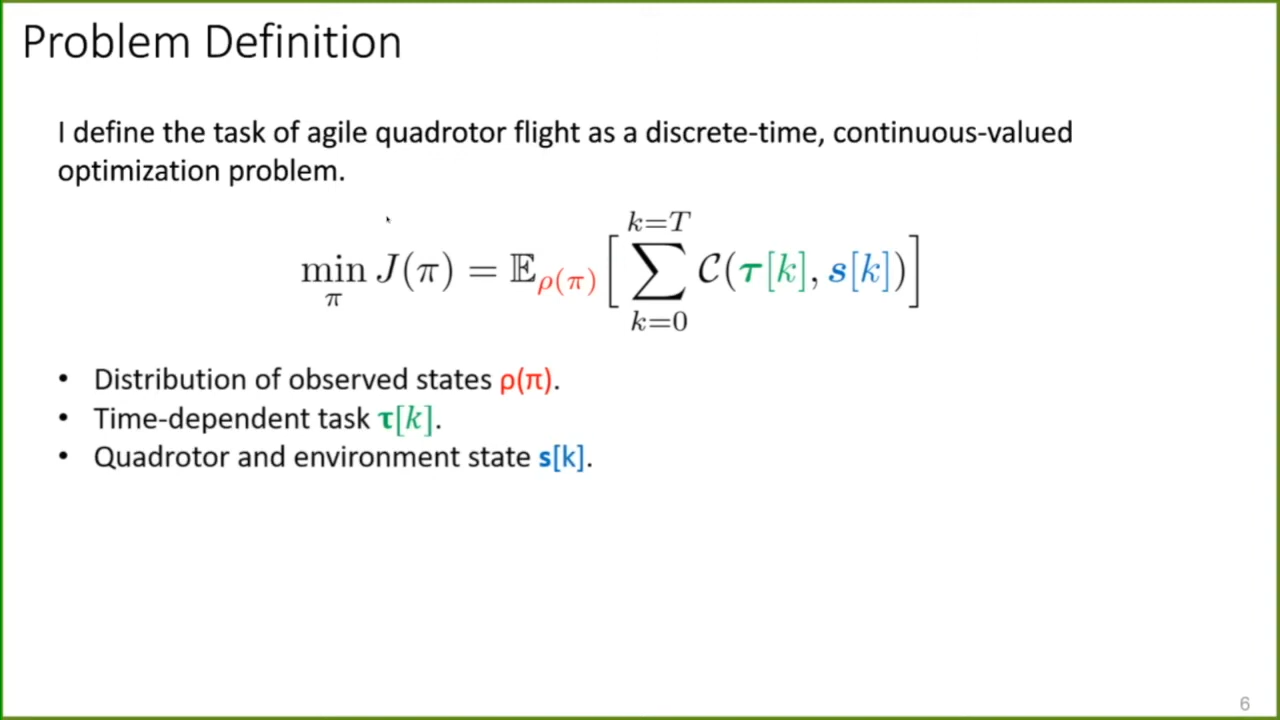 Problem Definition
I define the task of agile quadrotor flight as a discrete-time, continuous-valued
optimization problem.
k=T
min J(π) = 𝔼ρ(π) [ ∑ 𝒞(τ[k], s[k]) ]
π
k=0
• Distribution of observed states ρ(π).
• Time-dependent task τ[k].
• Quadrotor and environment state s[k].
6